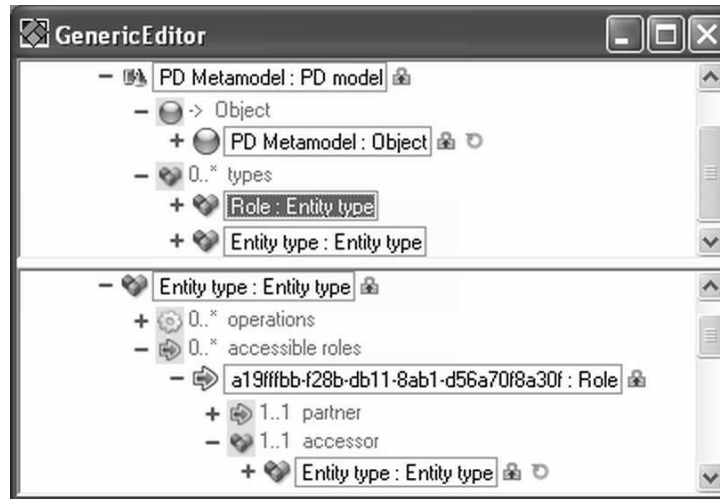 GenericEditor
PD Metamodel : PD model
-> Object
PD Metamodel : Object
0..* types
Role : Entity type
Entity type : Entity type
Entity type : Entity type
0..* operations
0..* accessible roles
a19fffbb-f28b-db11-8ab1-d56a70f8a30f : Role
1..1 partner
1..1 accessor
Entity type : Entity type